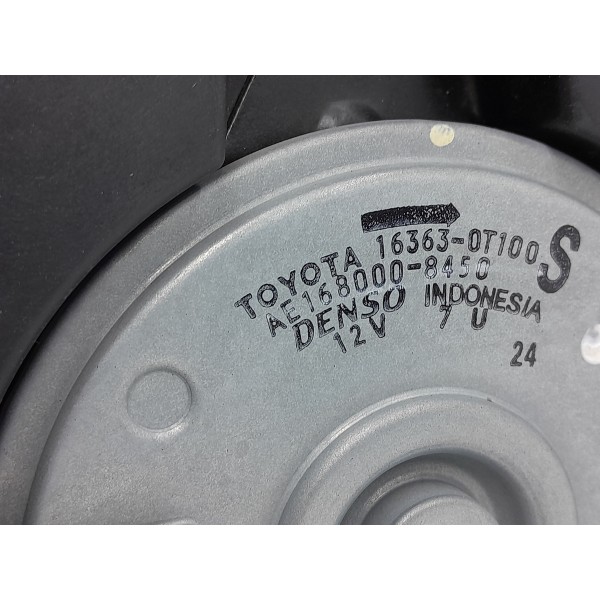 TOYOTA 16363-0T100 S
AE168000-8450
DENSO INDONESIA
12V 7 U
24